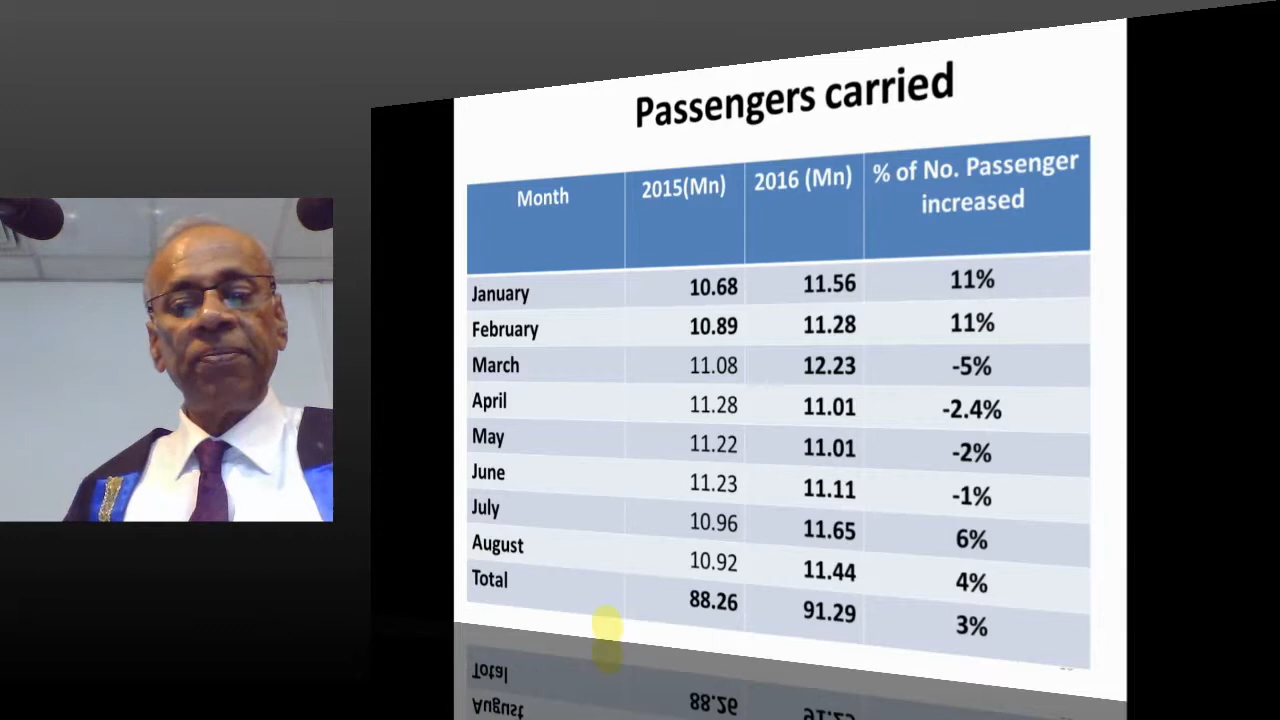 Passengers carried
Month 2015(Mn) 2016 (Mn) % of No. Passenger increased
January 10.68 11.56 11%
February 10.89 11.28 11%
March 11.08 12.23 -5%
April 11.28 11.01 -2.4%
May 11.22 11.01 -2%
June 11.23 11.11 -1%
July 10.96 11.65 6%
August 10.92 11.44 4%
Total 88.26 91.29 3%